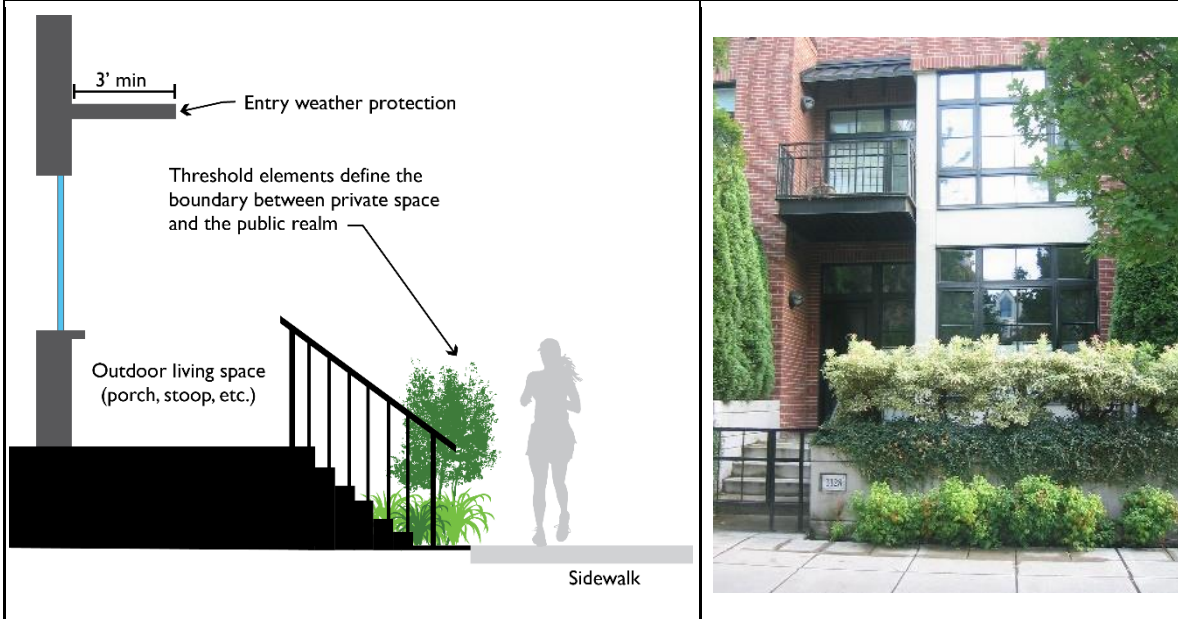 3' min
Entry weather protection
Threshold elements define the
boundary between private space
and the public realm
Outdoor living space
(porch, stoop, etc.)
Sidewalk
2328